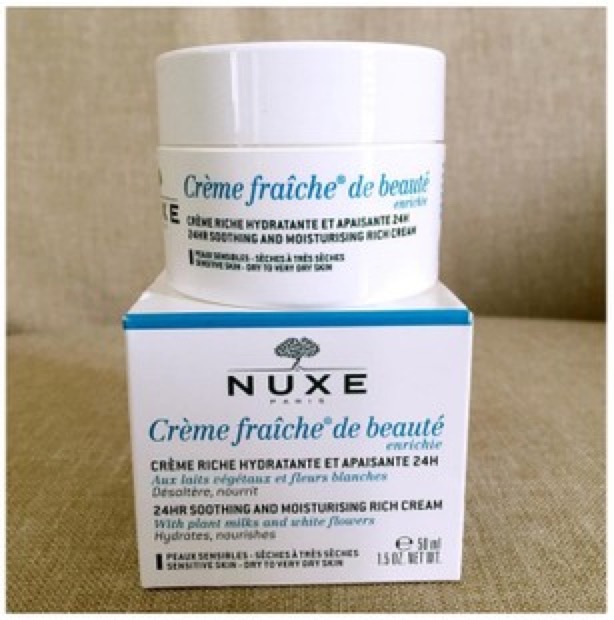 Crème fraîche® de beauté
enrichie
XE
CRÈME RICHE HYDRATANTE ET APAISANTE 24H
24HR SOOTHING AND MOISTURISING RICH CREAM
PEAUX SENSIBLES - SÈCHES À TRÈS SÈCHES
SENSITIVE SKIN - DRY TO VERY DRY SKIN
NUXE
PARIS
Crème fraîche® de beauté
enrichie
CRÈME RICHE HYDRATANTE ET APAISANTE 24H
Aux laits végétaux et fleurs blanches
Désaltère, nourrit
24HR SOOTHING AND MOISTURISING RICH CREAM
With plant milks and white flowers
Hydrates, nourishes
PEAUX SENSIBLES - SÈCHES À TRÈS SÈCHES
SENSITIVE SKIN - DRY TO VERY DRY SKIN
℮ 50 ml
1.5 OZ. NET WT.